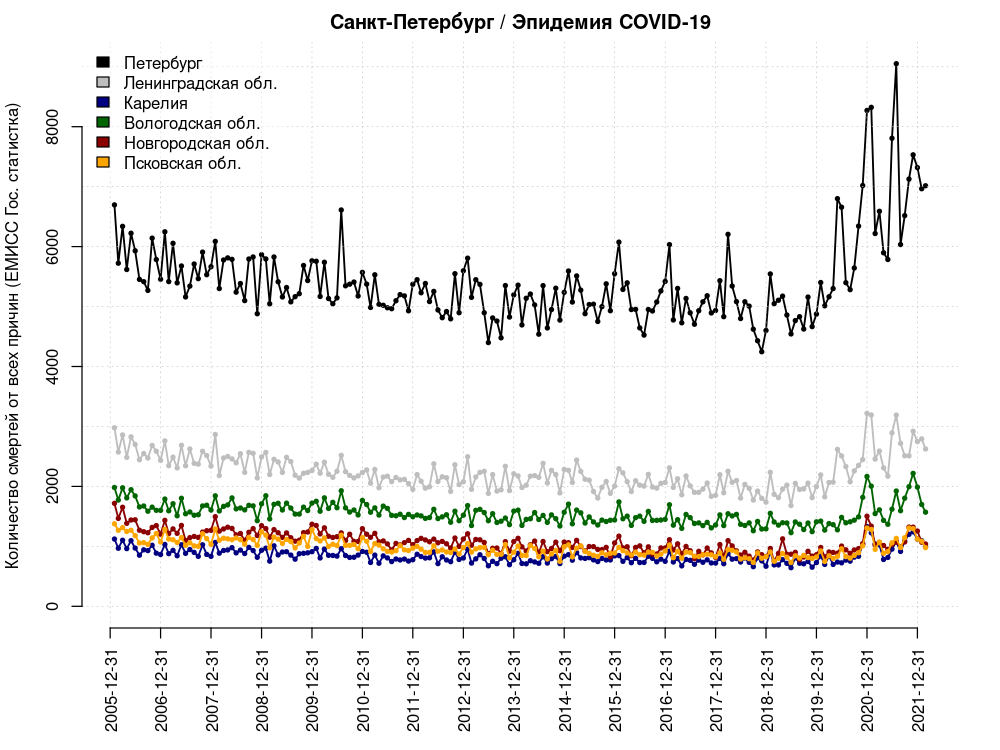 Санкт-Петербург / Эпидемия COVID-19
Количество смертей от всех причин (ЕМИСС Гос. статистка)
Петербург
Ленинградская обл.
Карелия
Вологодская обл.
Новгородская обл.
Псковская обл.
8000
6000
4000
2000
0
2005-12-31
2006-12-31
2007-12-31
2008-12-31
2009-12-31
2010-12-31
2011-12-31
2012-12-31
2013-12-31
2014-12-31
2015-12-31
2016-12-31
2017-12-31
2018-12-31
2019-12-31
2020-12-31
2021-12-31